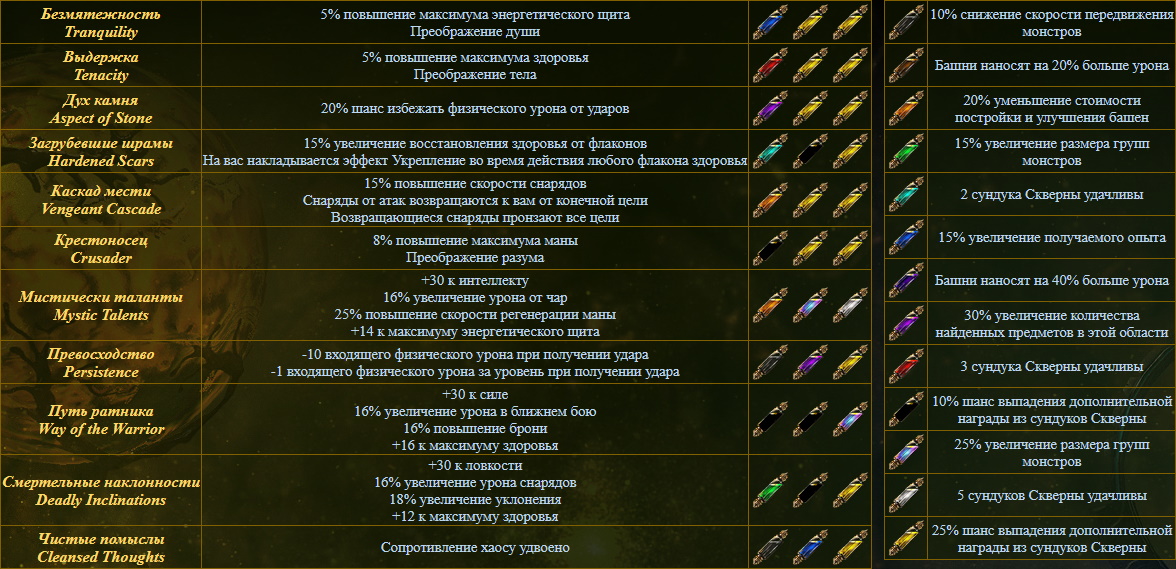 Безмятежность
Tranquility
5% повышение максимума энергетического щита
Преображение души
Выдержка
Tenacity
5% повышение максимума здоровья
Преображение тела
Дух камня
Aspect of Stone
20% шанс избежать физического урона от ударов
Загрубевшие шрамы
Hardened Scars
15% увеличение восстановления здоровья от флаконов
На вас накладывается эффект Укрепление во время действия любого флакона здоровья
Каскад мести
Vengeant Cascade
15% повышение скорости снарядов
Снаряды от атак возвращаются к вам от конечной цели
Возвращающиеся снаряды пронзают все цели
Крестоносец
Crusader
8% повышение максимума маны
Преображение разума
Мистически таланты
Mystic Talents
+30 к интеллекту
16% увеличение урона от чар
25% повышение скорости регенерации маны
+14 к максимуму энергетического щита
Превосходство
Persistence
-10 входящего физического урона при получении удара
-1 входящего физического урона за уровень при получении удара
Путь ратника
Way of the Warrior
+30 к силе
16% увеличение урона в ближнем бою
16% повышение брони
+16 к максимуму здоровья
Смертельные наклонности
Deadly Inclinations
+30 к ловкости
16% увеличение урона снарядов
18% увеличение уклонения
+12 к максимуму здоровья
Чистые помыслы
Cleansed Thoughts
Сопротивление хаосу удвоено
10% снижение скорости передвижения
монстров
Башни наносят на 20% больше урона
20% уменьшение стоимости
постройки и улучшения башен
15% увеличение размера групп
монстров
2 сундука Скверны удачливы
15% увеличение получаемого опыта
Башни наносят на 40% больше урона
30% увеличение количества
найденных предметов в этой области
3 сундука Скверны удачливы
10% шанс выпадения дополнительной
награды из сундуков Скверны
25% увеличение размера групп
монстров
5 сундуков Скверны удачливы
25% шанс выпадения дополнительной
награды из сундуков Скверны